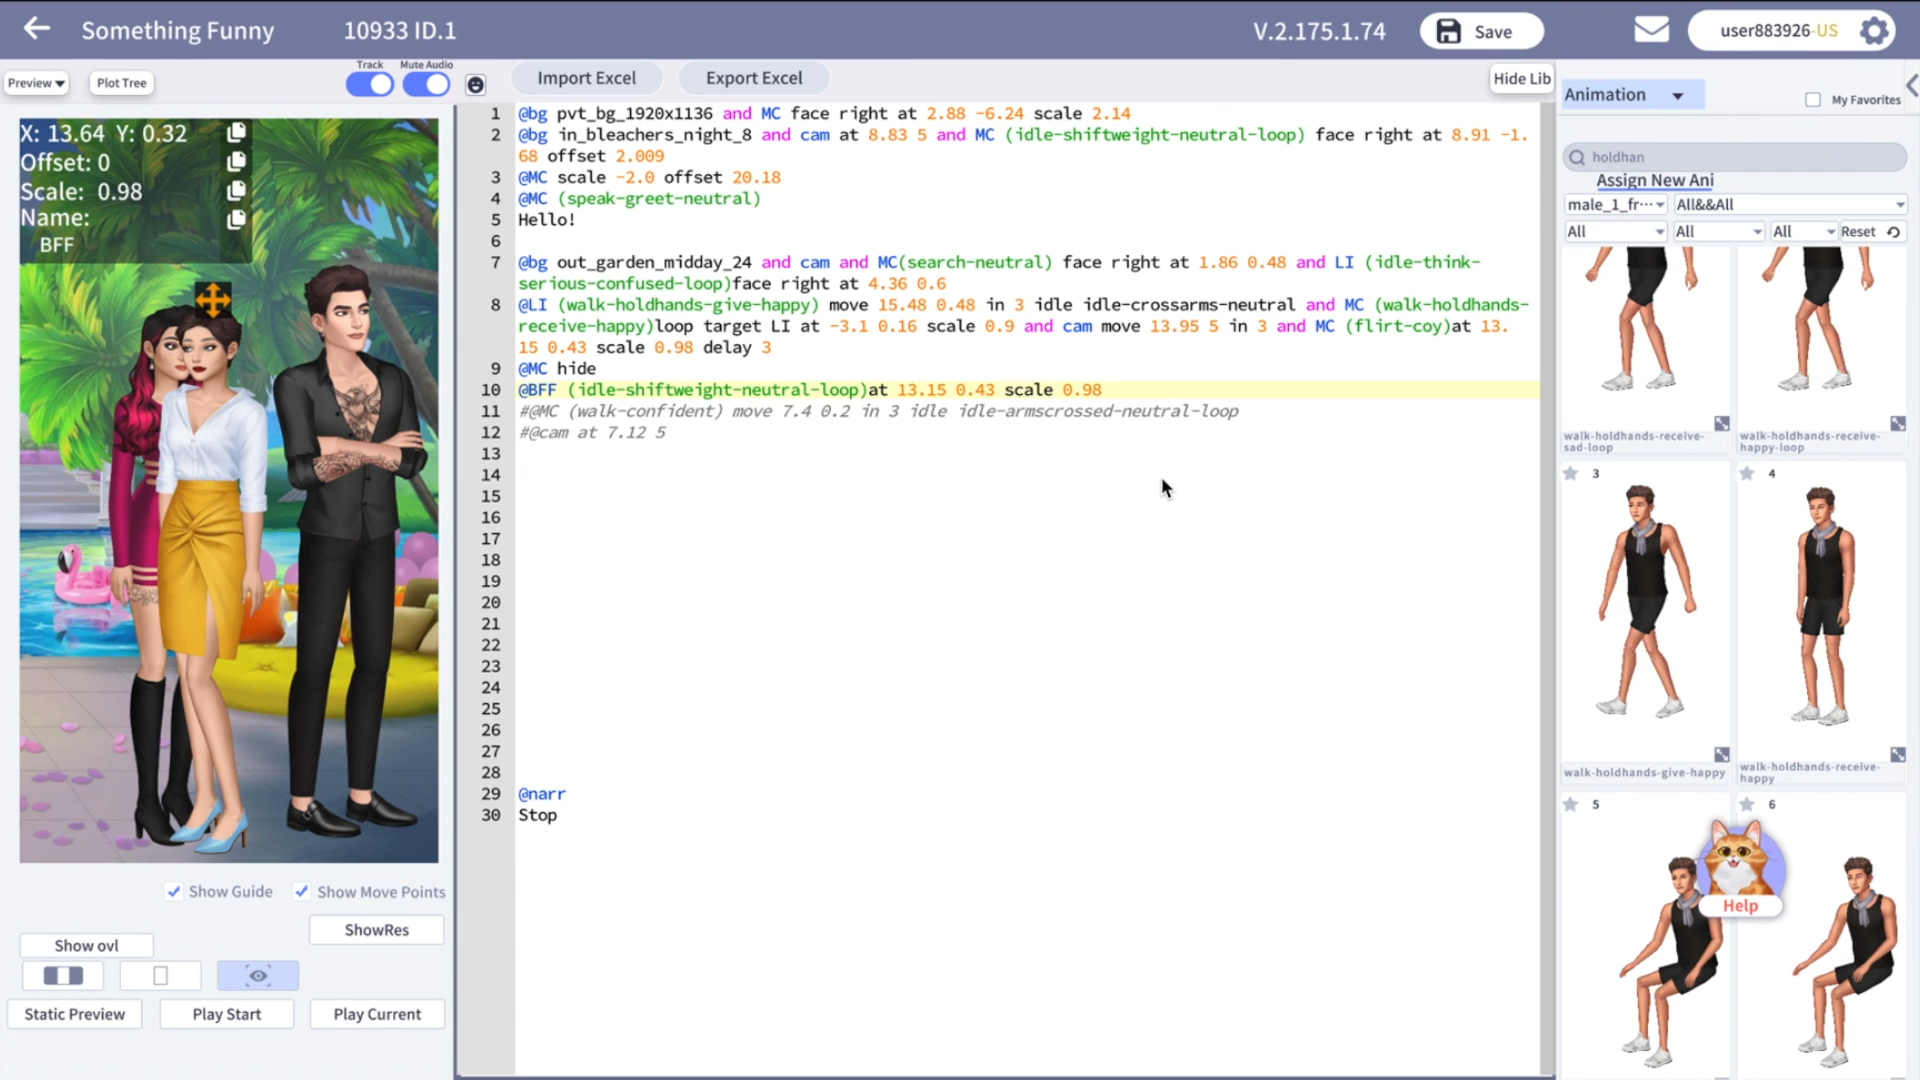 Something Funny
10933 ID.1
V.2.175.1.74
Save
user883926-US
Preview
Plot Tree
Track
Mute Audio
Import Excel
Export Excel
Hide Lib
Animation
My Favorites
X: 13.64 Y: 0.32
Offset: 0
Scale: 0.98
Name:
BFF
1 @bg pvt_bg_1920x1136 and MC face right at 2.88 -6.24 scale 2.14
2 @bg in_bleachers_night_8 and cam at 8.83 5 and MC (idle-shiftweight-neutral-loop) face right at 8.91 -1.
68 offset 2.009
3 @MC scale -2.0 offset 20.18
4 @MC (speak-greet-neutral)
5 Hello!
6
7 @bg out_garden_midday_24 and cam and MC(search-neutral) face right at 1.86 0.48 and LI (idle-think-
serious-confused-loop)face right at 4.36 0.6
8 @LI (walk-holdhands-give-happy) move 15.48 0.48 in 3 idle idle-crossarms-neutral and MC (walk-holdhands-
receive-happy)loop target LI at -3.1 0.16 scale 0.9 and cam move 13.95 5 in 3 and MC (flirt-coy)at 13.
15 0.43 scale 0.98 delay 3
9 @MC hide
10 @BFF (idle-shiftweight-neutral-loop)at 13.15 0.43 scale 0.98
11 #@MC (walk-confident) move 7.4 0.2 in 3 idle idle-armscrossed-neutral-loop
12 #@cam at 7.12 5
13
14
15
16
17
18
19
20
21
22
23
24
25
26
27
28
29 @narr
30 Stop
holdhan
Assign New Ani
male_1_fr···
All&&All
All
All
All
Reset
walk-holdhands-receive-
sad-loop
walk-holdhands-receive-
happy-loop
3
4
walk-holdhands-give-happy
walk-holdhands-receive-
happy
5
6
Help
Show Guide
Show Move Points
ShowRes
Show ovl
Static Preview
Play Start
Play Current